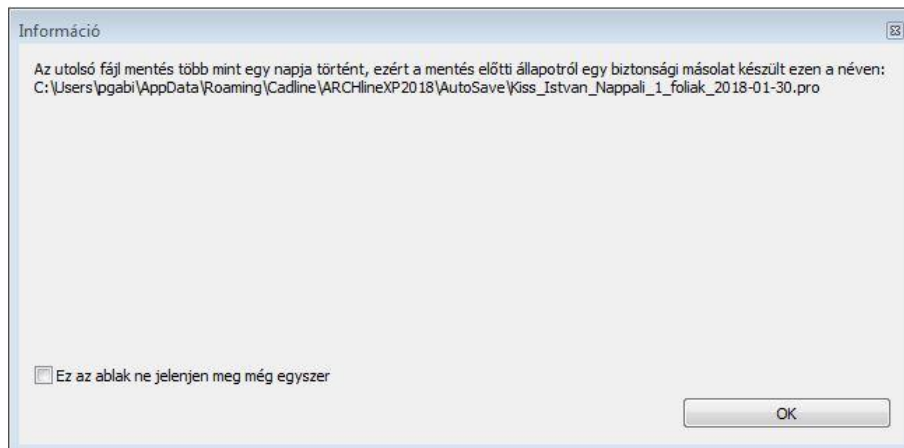 Információ
Az utolsó fájl mentés több mint egy napja történt, ezért a mentés előtti állapotról egy biztonsági másolat készült ezen a néven:
C:\Users\pgabi\AppData\Roaming\Cadline\ARCHlineXP2018\AutoSave\Kiss_Istvan_Nappali_1_foliak_2018-01-30.pro
Ez az ablak ne jelenjen meg még egyszer
OK